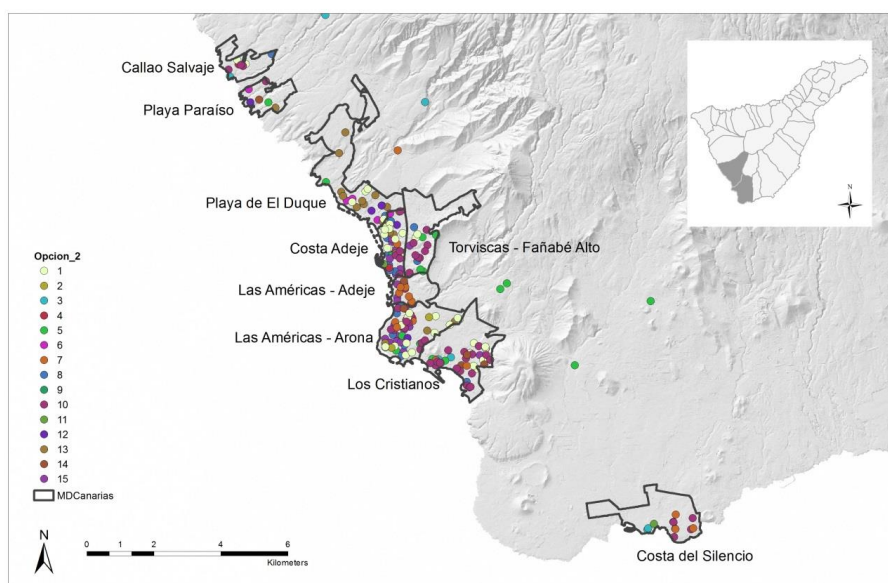 Callao Salvaje
Playa Paraíso
Playa de El Duque
Costa Adeje
Torviscas - Fañabé Alto
Las Américas - Adeje
Las Américas - Arona
Los Cristianos
Costa del Silencio
N
Opcion_2
1
2
3
4
5
6
7
8
9
10
11
12
13
14
15
MDCanarias
N
0 2 4 6
Kilometers